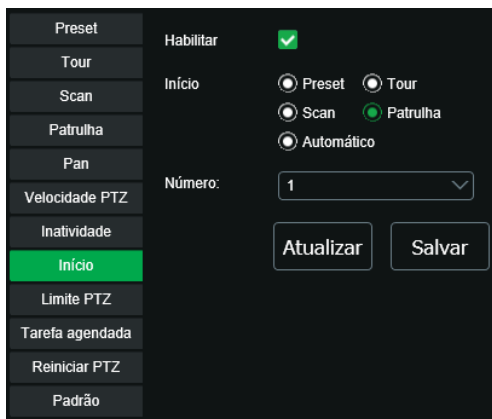 Preset
Tour
Scan
Patrulha
Pan
Velocidade PTZ
Inatividade
Início
Limite PTZ
Tarefa agendada
Reiniciar PTZ
Padrão
Habilitar
Início
Preset Tour
Scan Patrulha
Automático
Número:
1
Atualizar Salvar